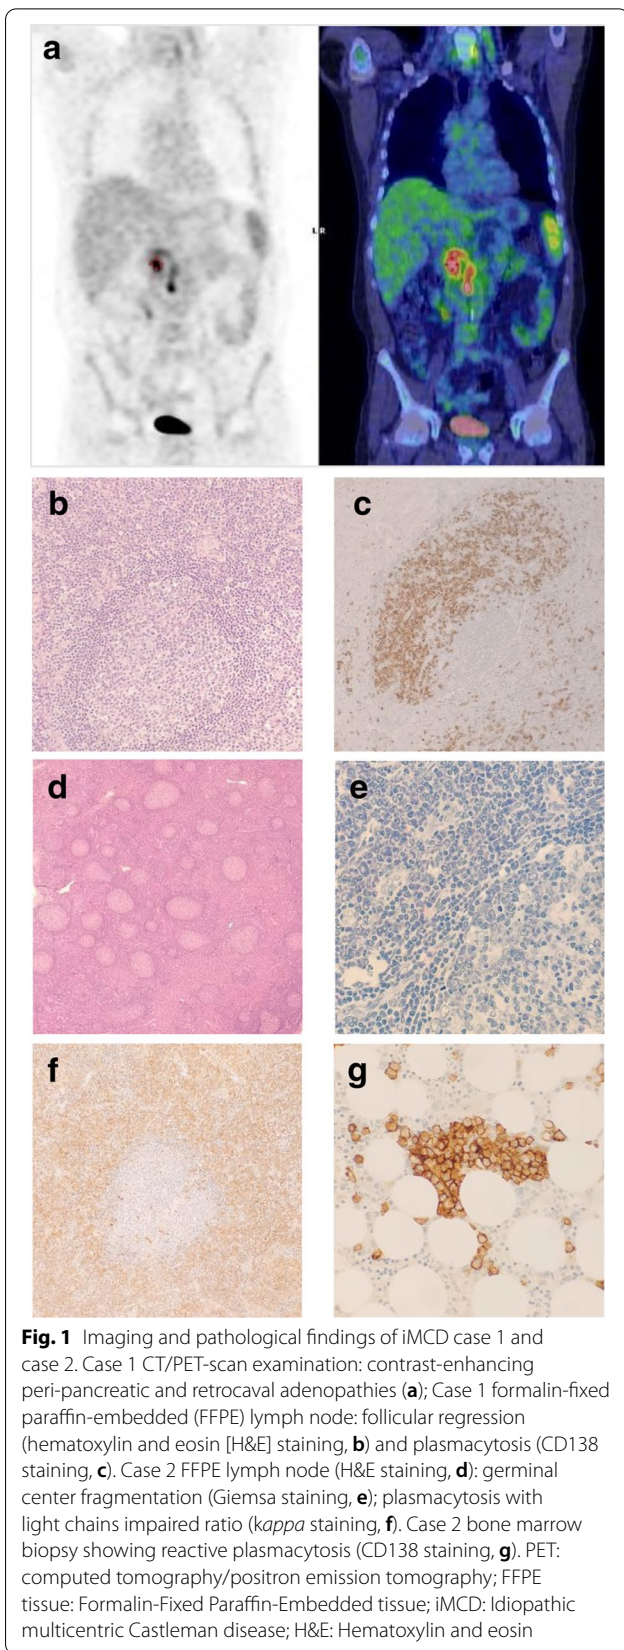 a
L R
b
c
d
e
f
g
Fig. 1 Imaging and pathological findings of iMCD case 1 and
case 2. Case 1 CT/PET-scan examination: contrast-enhancing
peri-pancreatic and retrocaval adenopathies (a); Case 1 formalin-fixed
paraffin-embedded (FFPE) lymph node: follicular regression
(hematoxylin and eosin [H&E] staining, b) and plasmacytosis (CD138
staining, c). Case 2 FFPE lymph node (H&E staining, d): germinal
center fragmentation (Giemsa staining, e); plasmacytosis with
light chains impaired ratio (kappa staining, f). Case 2 bone marrow
biopsy showing reactive plasmacytosis (CD138 staining, g). PET:
computed tomography/positron emission tomography; FFPE
tissue: Formalin-Fixed Paraffin-Embedded tissue; iMCD: Idiopathic
multicentric Castleman disease; H&E: Hematoxylin and eosin